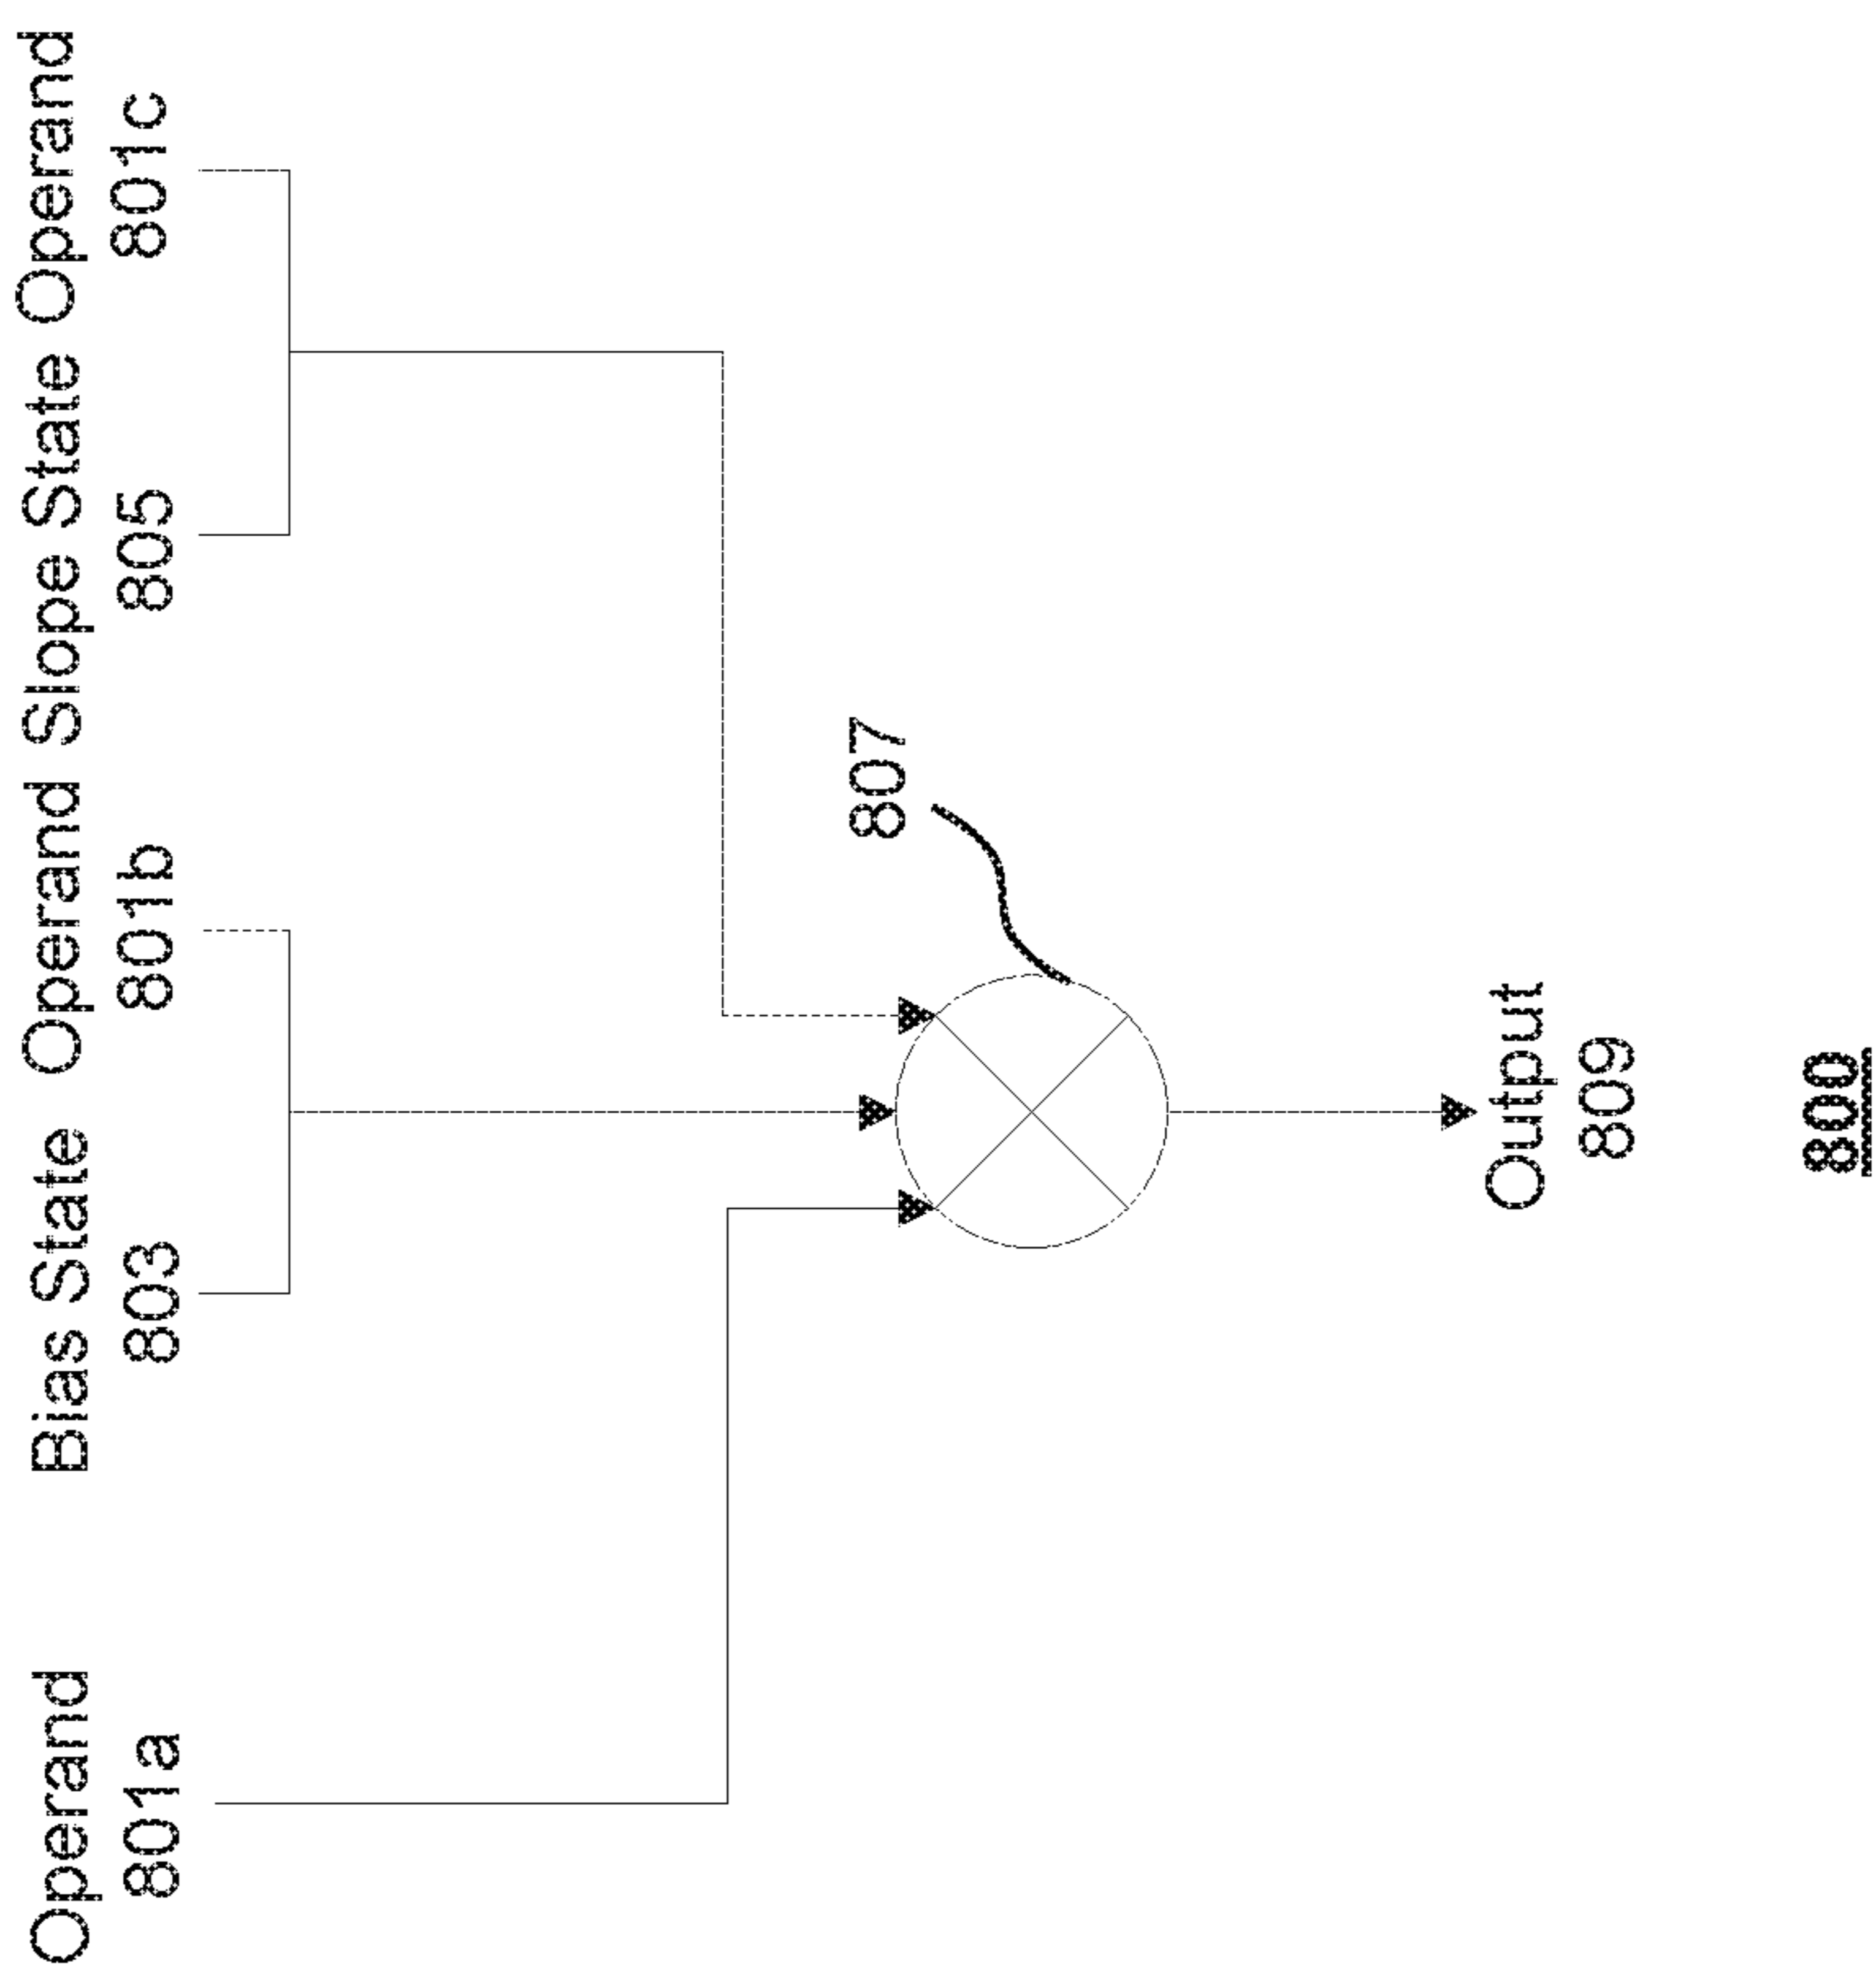 Operand Bias State Operand Slope State Operand
801a 803 801b 805 801c
807
Output
809
800